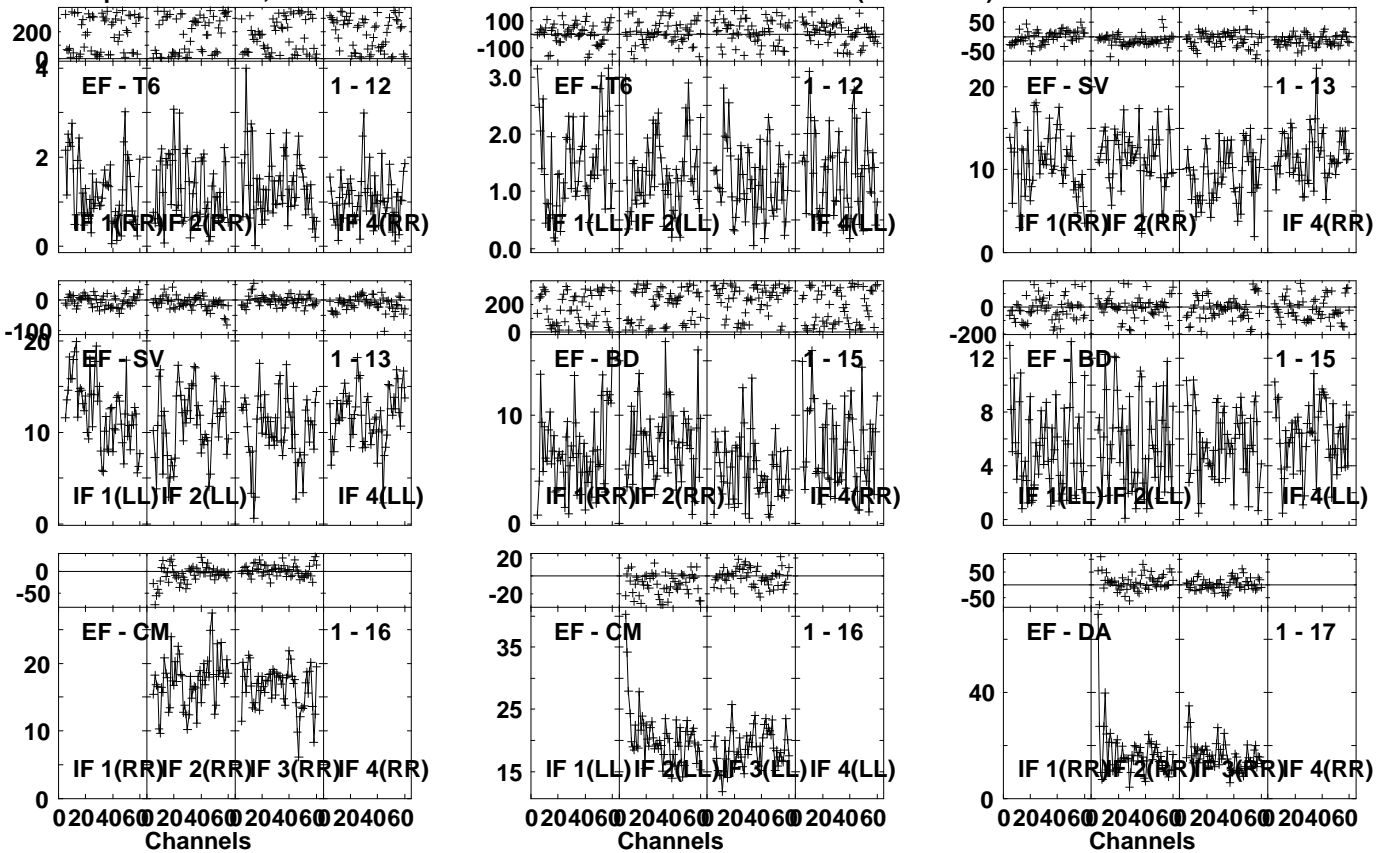 200
0
100
-100
50
-50
4
2
0
EF - T6
1 - 12
IF 1(RR) IF 2(RR) IF 4(RR)
3.0
2.0
1.0
0.0
EF - T6
1 - 12
IF 1(LL) IF 2(LL) IF 4(LL)
20
10
0
EF - SV
1 - 13
IF 1(RR) IF 2(RR) IF 4(RR)
0
-100
200
0
0
-200
20
10
0
EF - SV
1 - 13
IF 1(LL) IF 2(LL) IF 4(LL)
10
0
EF - BD
1 - 15
IF 1(RR) IF 2(RR) IF 4(RR)
12
8
4
0
EF - BD
1 - 15
IF 1(LL) IF 2(LL) IF 4(LL)
0
-50
20
-20
50
-50
20
10
0
EF - CM
1 - 16
IF 1(RR) IF 2(RR) IF 3(RR) IF 4(RR)
35
25
15
EF - CM
1 - 16
IF 1(LL) IF 2(LL) IF 3(LL) IF 4(LL)
40
20
0
EF - DA
1 - 17
IF 1(RR) IF 2(RR) IF 3(RR) IF 4(RR)
0 20 40 60 0 20 40 60 0 20 40 60 0 20 40 60
Channels
0 20 40 60 0 20 40 60 0 20 40 60 0 20 40 60
Channels
0 20 40 60 0 20 40 60 0 20 40 60 0 20 40 60
Channels